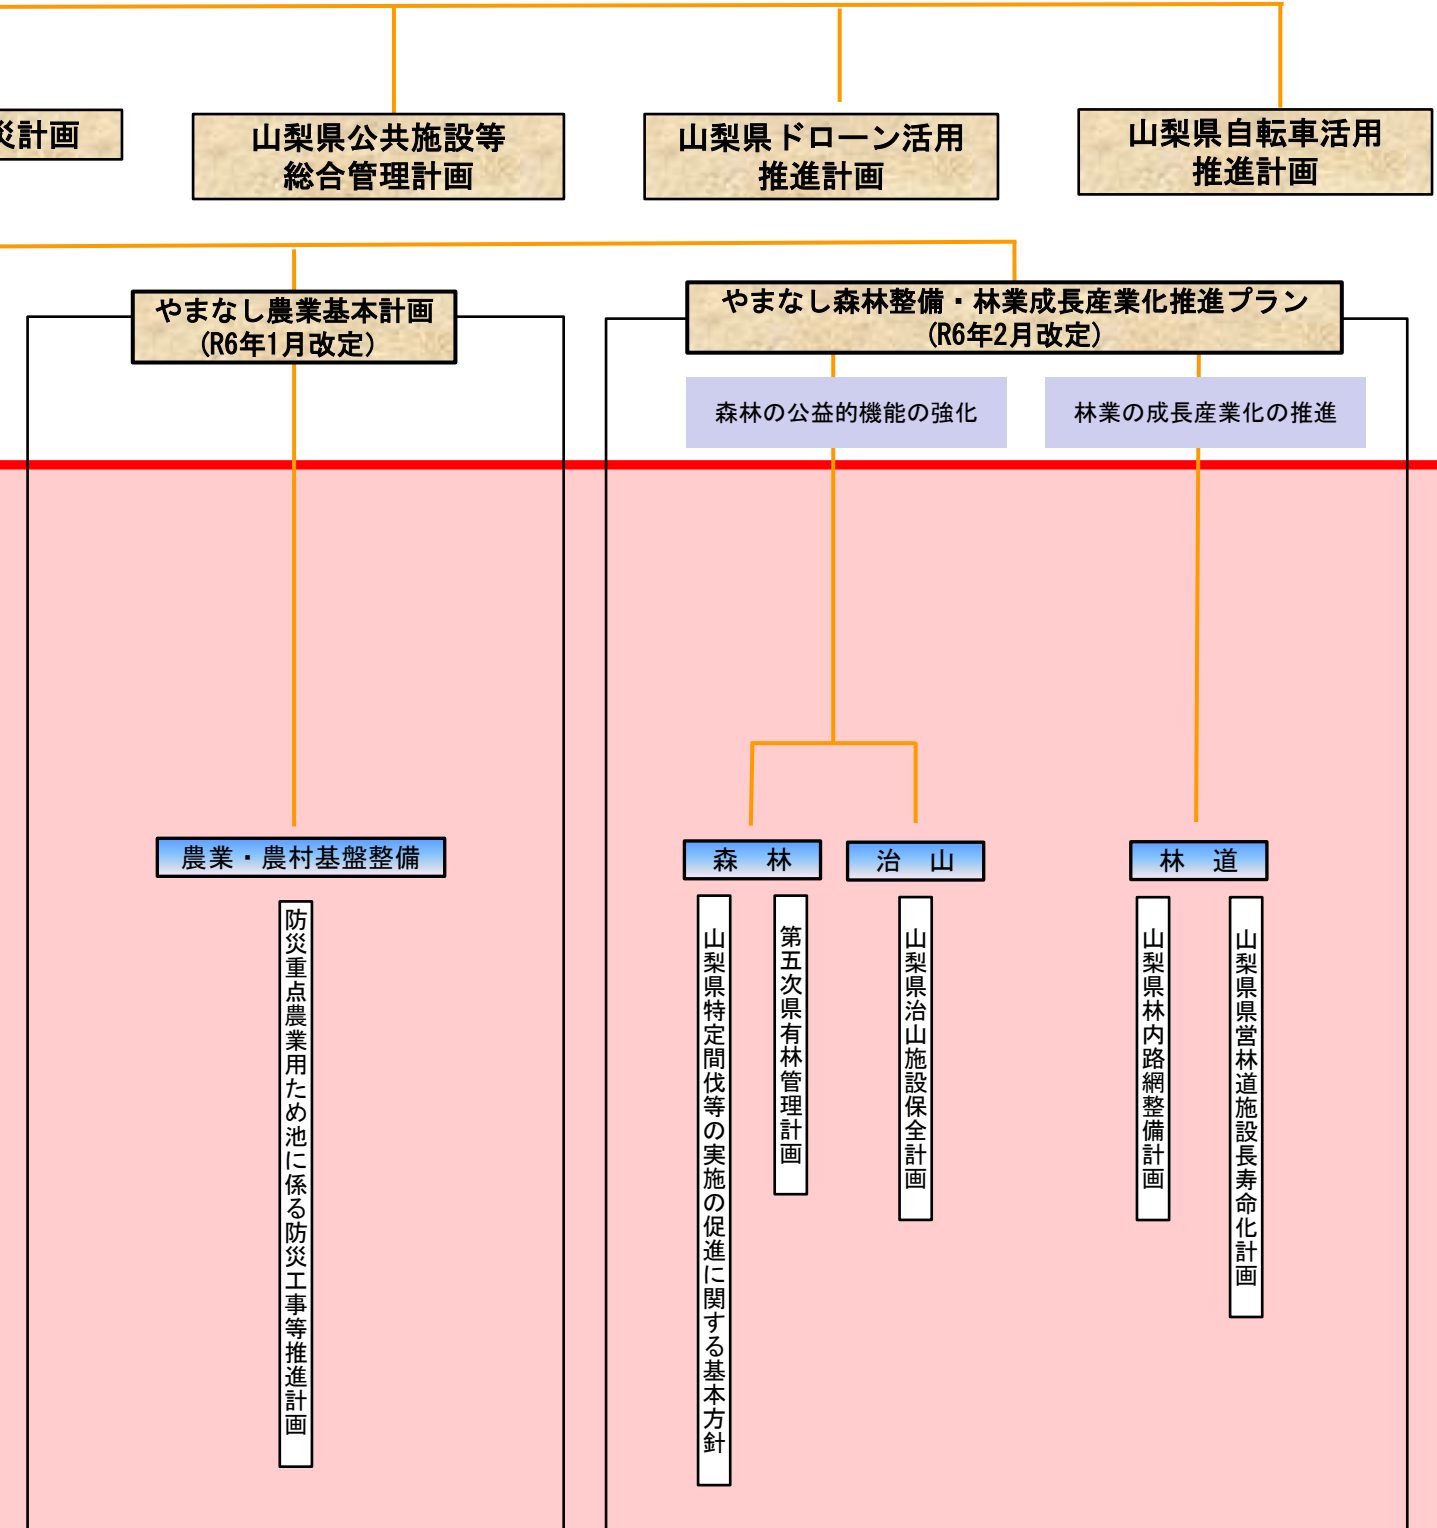 災計画
山梨県公共施設等
総合管理計画
山梨県ドローン活用
推進計画
山梨県自転車活用
推進計画
やまなし農業基本計画
(R6年1月改定)
やまなし森林整備・林業成長産業化推進プラン
(R6年2月改定)
森林の公益的機能の強化
林業の成長産業化の推進
農業・農村基盤整備
森　林
治　山
林　道
防災重点農業用ため池に係る防災工事等推進計画
山梨県特定間伐等の実施の促進に関する基本方針
第五次県有林管理計画
山梨県治山施設保全計画
山梨県林内路網整備計画
山梨県県営林道施設長寿命化計画